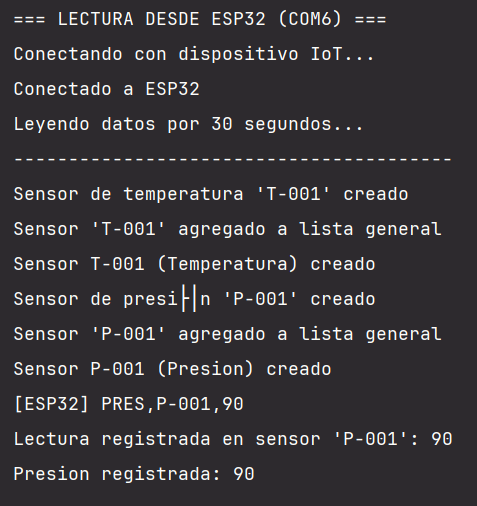 === LECTURA DESDE ESP32 (COM6) ===
Conectando con dispositivo IoT...
Conectado a ESP32
Leyendo datos por 30 segundos...
----------------------------------------
Sensor de temperatura 'T-001' creado
Sensor 'T-001' agregado a lista general
Sensor T-001 (Temperatura) creado
Sensor de presi├│n 'P-001' creado
Sensor 'P-001' agregado a lista general
Sensor P-001 (Presion) creado
[ESP32] PRES,P-001,90
Lectura registrada en sensor 'P-001': 90
Presion registrada: 90